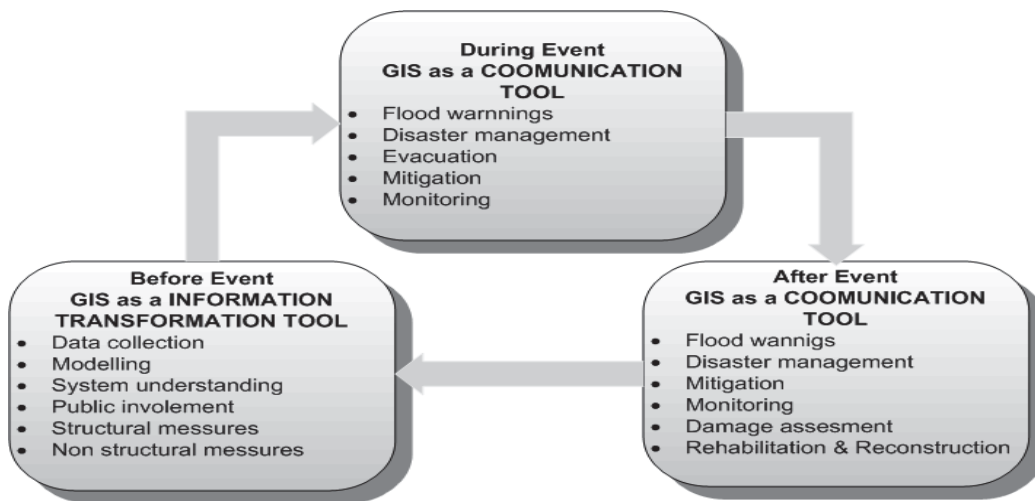 During Event
GIS as a COOMUNICATION
TOOL
• Flood warnnings
• Disaster management
• Evacuation
• Mitigation
• Monitoring
Before Event
GIS as a INFORMATION
TRANSFORMATION TOOL
• Data collection
• Modelling
• System understanding
• Public involement
• Structural messures
• Non structural messures
After Event
GIS as a COOMUNICATION
TOOL
• Flood wannigs
• Disaster management
• Mitigation
• Monitoring
• Damage assesment
• Rehabilitation & Reconstruction